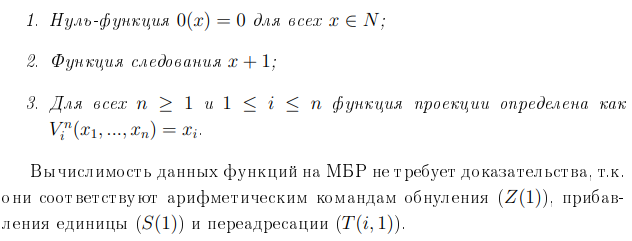 1. Нуль-функция 0(x) = 0 для всех x ∈ N;
2. Функция следования x + 1;
3. Для всех n ≥ 1 и 1 ≤ i ≤ n функция проекции определена как
V_i^n(x_1, ..., x_n) = x_i.
Вычислимость данных функций на МБР не требует доказательства, т.к.
они соответствуют арифметическим командам обнуления (Z(1)), прибав-
ления единицы (S(1)) и переадресации (T(i, 1)).